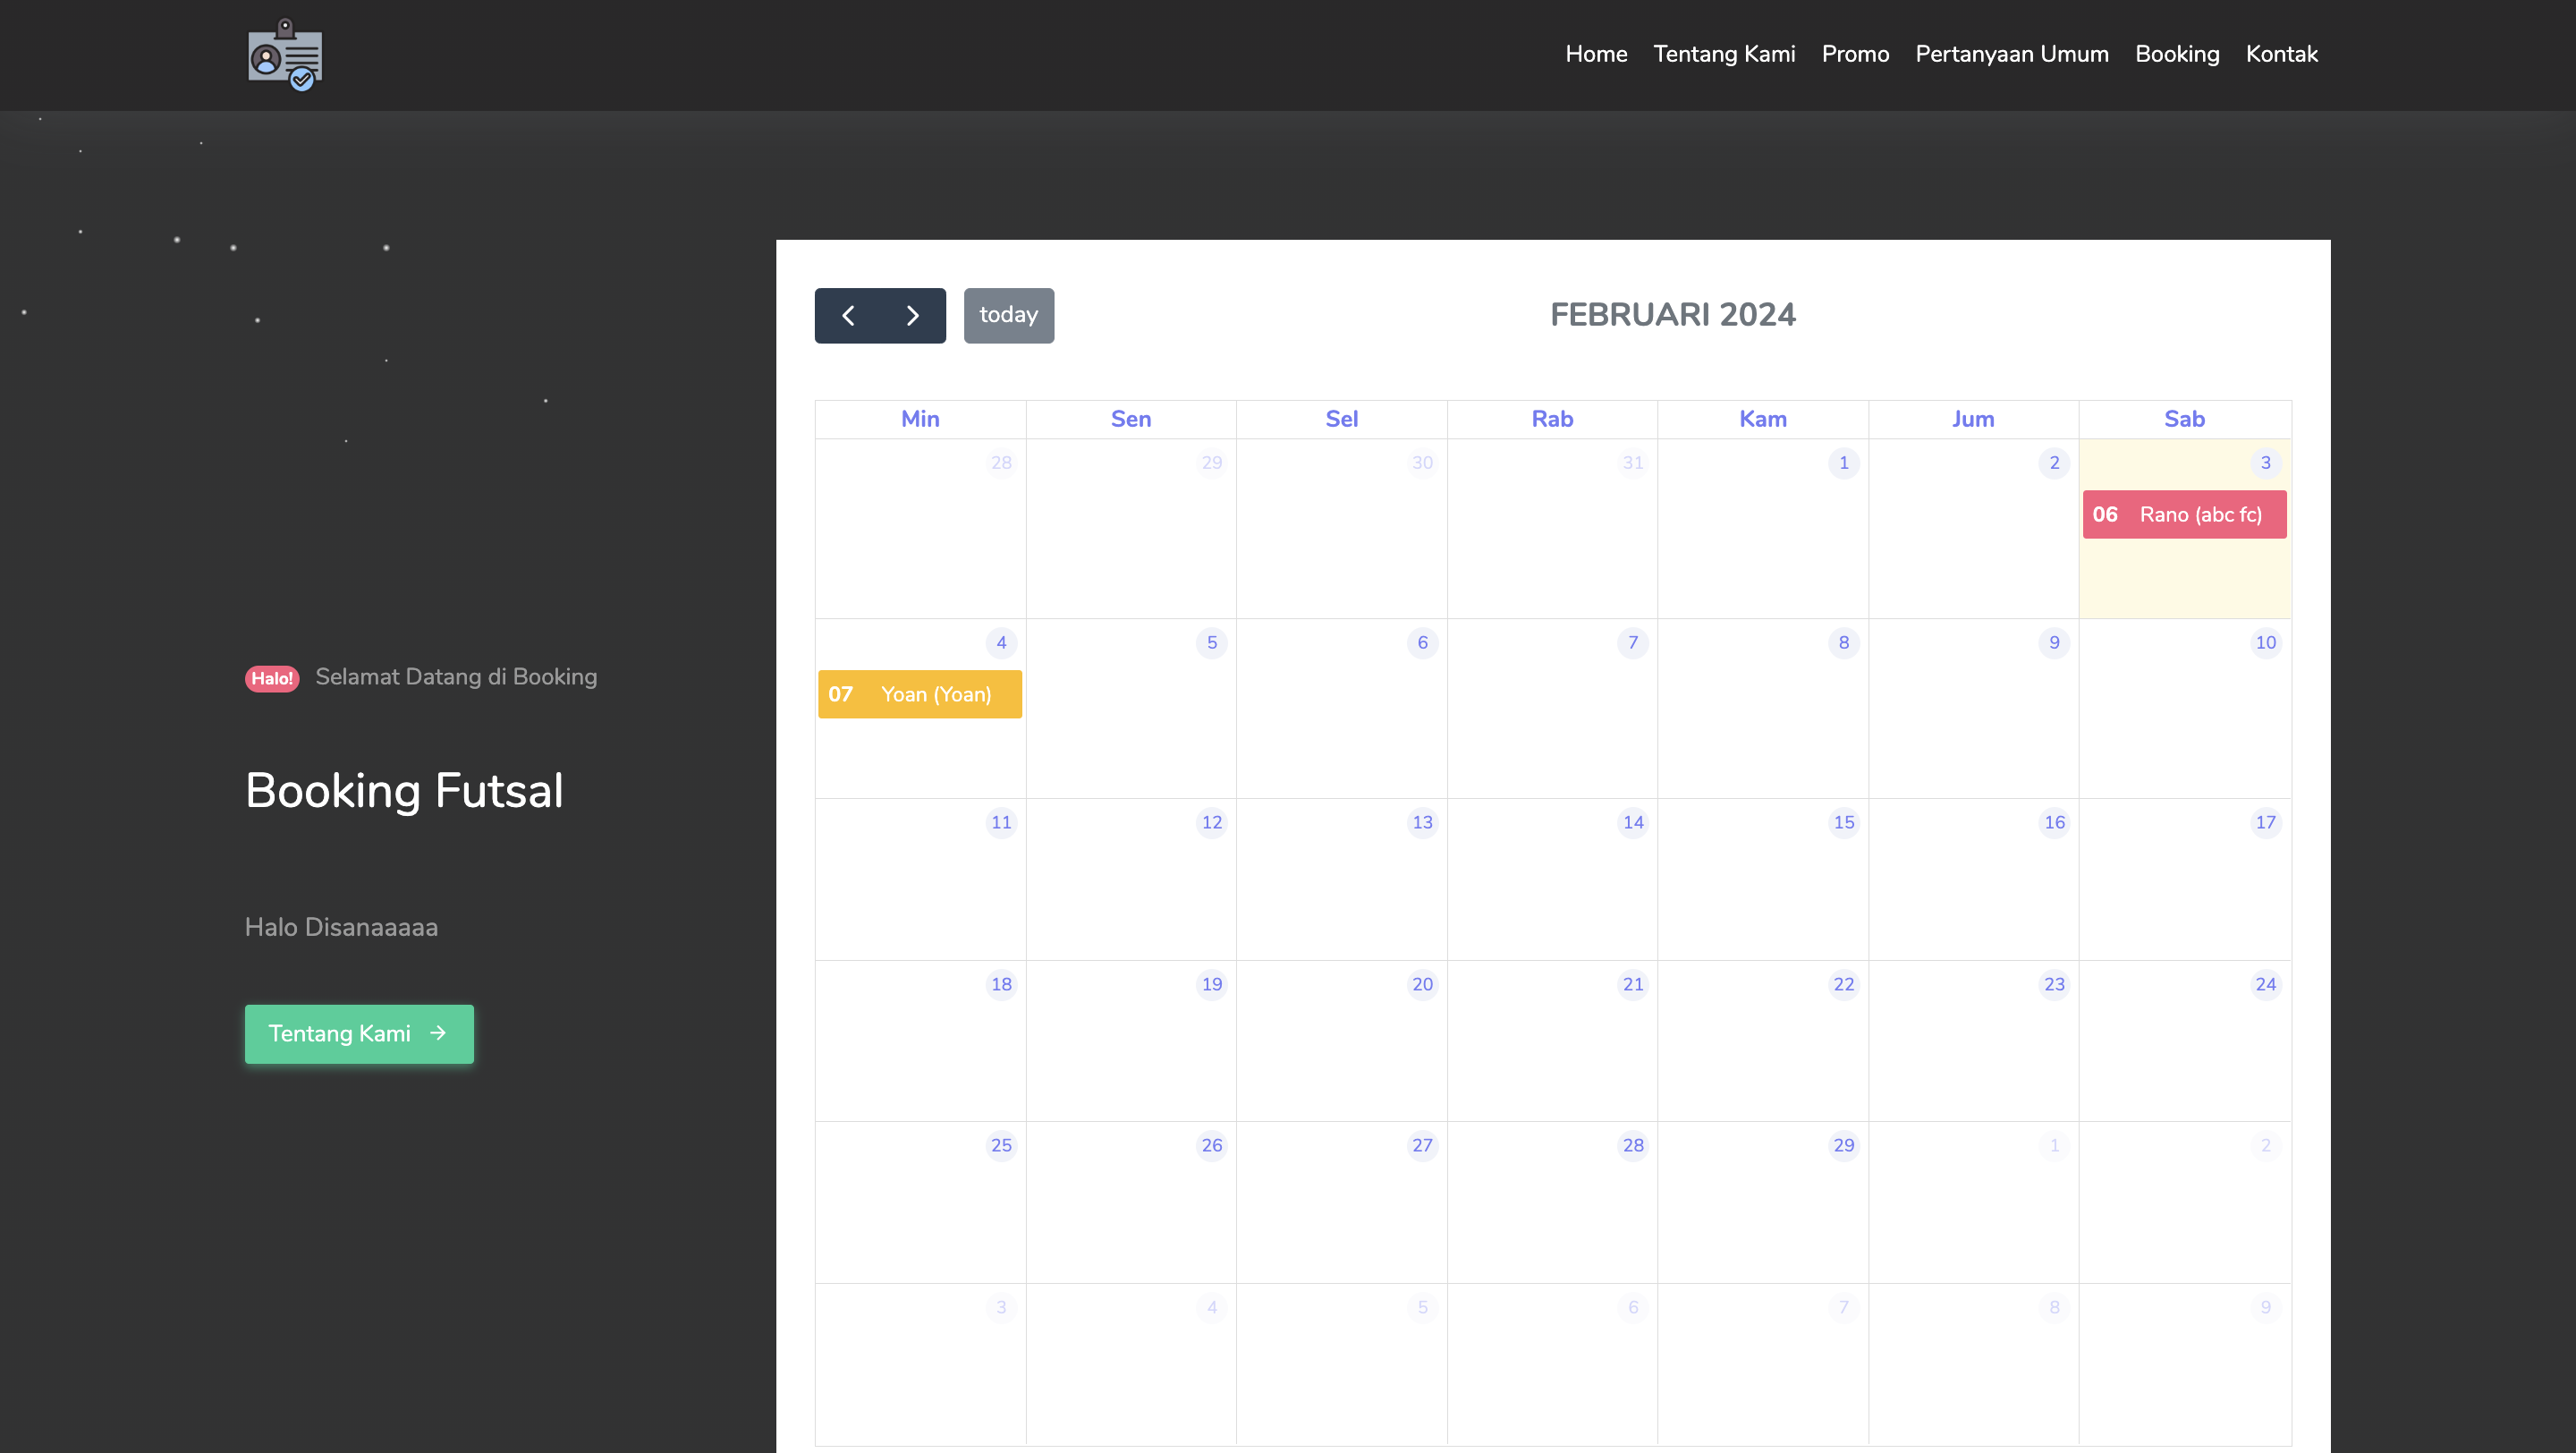 Home Tentang Kami Promo Pertanyaan Umum Booking Kontak
Halo! Selamat Datang di Booking
Booking Futsal
Halo Disanaaaaa
Tentang Kami
today FEBRUARI 2024
Min Sen Sel Rab Kam Jum Sab
28 29 30 31 1 2 3
06 Rano (abc fc)
4 5 6 7 8 9 10
07 Yoan (Yoan)
11 12 13 14 15 16 17
18 19 20 21 22 23 24
25 26 27 28 29 1 2
3 4 5 6 7 8 9